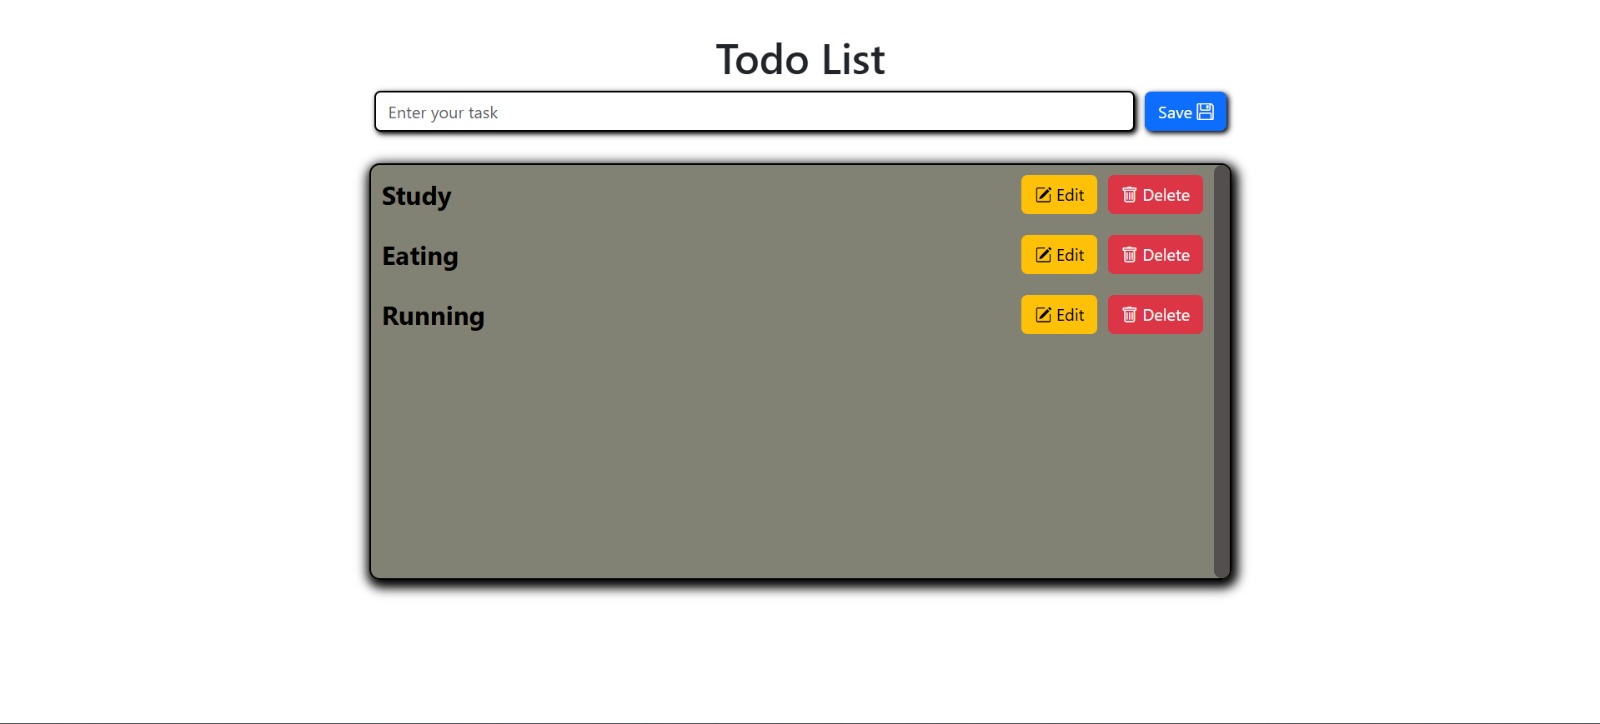 Todo List
Enter your task Save
Study Edit Delete
Eating Edit Delete
Running Edit Delete